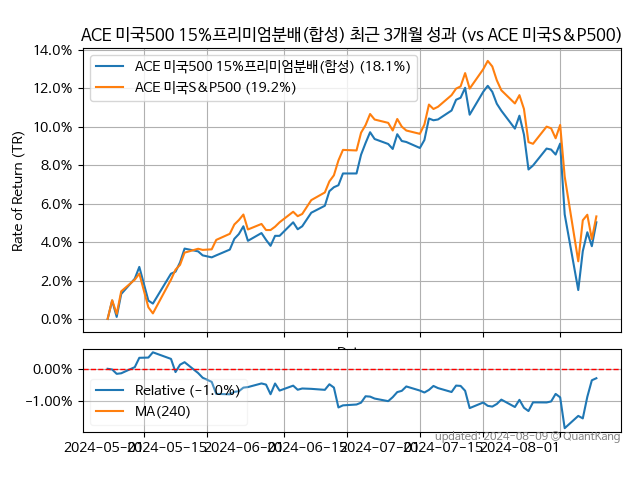 ACE 미국500 15%프리미엄분배(합성) 최근 3개월 성과 (vs ACE 미국S&P500)
14.0%
12.0%
10.0%
8.0%
6.0%
4.0%
2.0%
0.0%
Rate of Return (TR)
ACE 미국500 15%프리미엄분배(합성) (18.1%)
ACE 미국S&P500 (19.2%)
0.00%
−1.00%
Relative (−1.0%)
MA(240)
2024-05-01
2024-05-15
2024-06-01
2024-06-15
2024-07-01
2024-07-15
2024-08-01
updated: 2024-08-09 © QuantKang